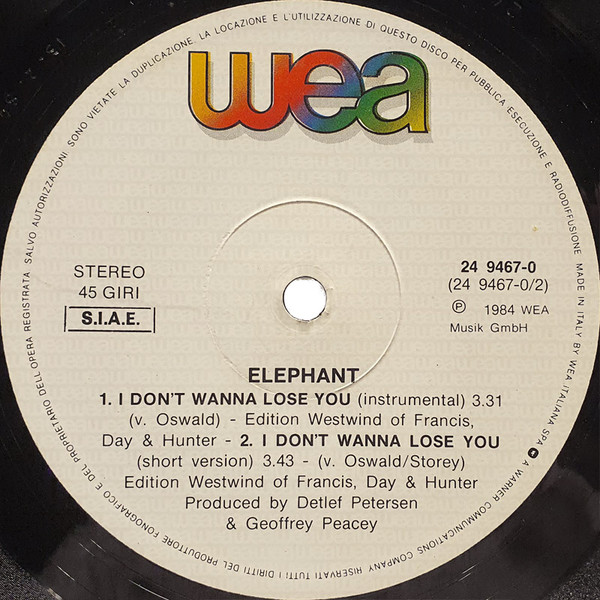 wea
STEREO
45 GIRI
S.I.A.E.
24 9467-0
(24 9467-0/2)
Ⓟ 1984 WEA
Musik GmbH
ELEPHANT
1. I DON'T WANNA LOSE YOU (instrumental) 3.31
(v. Oswald) - Edition Westwind of Francis,
Day & Hunter - 2. I DON'T WANNA LOSE YOU
(short version) 3.43 - (v. Oswald/Storey)
Edition Westwind of Francis, Day & Hunter
Produced by Detlef Petersen
& Geoffrey Peacey
MADE IN ITALY BY WEA ITALIANA SPA A WARNER COMMUNICATIONS COMPANY RISERVATI TUTTI I DIRITTI DEL PRODUTTORE FONOGRAFICO E DEL PROPRIETARIO DELL'OPERA REGISTRATA SALVO AUTORIZZAZIONI SONO VIETATE LA DUPLICAZIONE, LA LOCAZIONE E L'UTILIZZAZIONE DI QUESTO DISCO PER PUBBLICA ESECUZIONE E RADIODIFFUSIONE